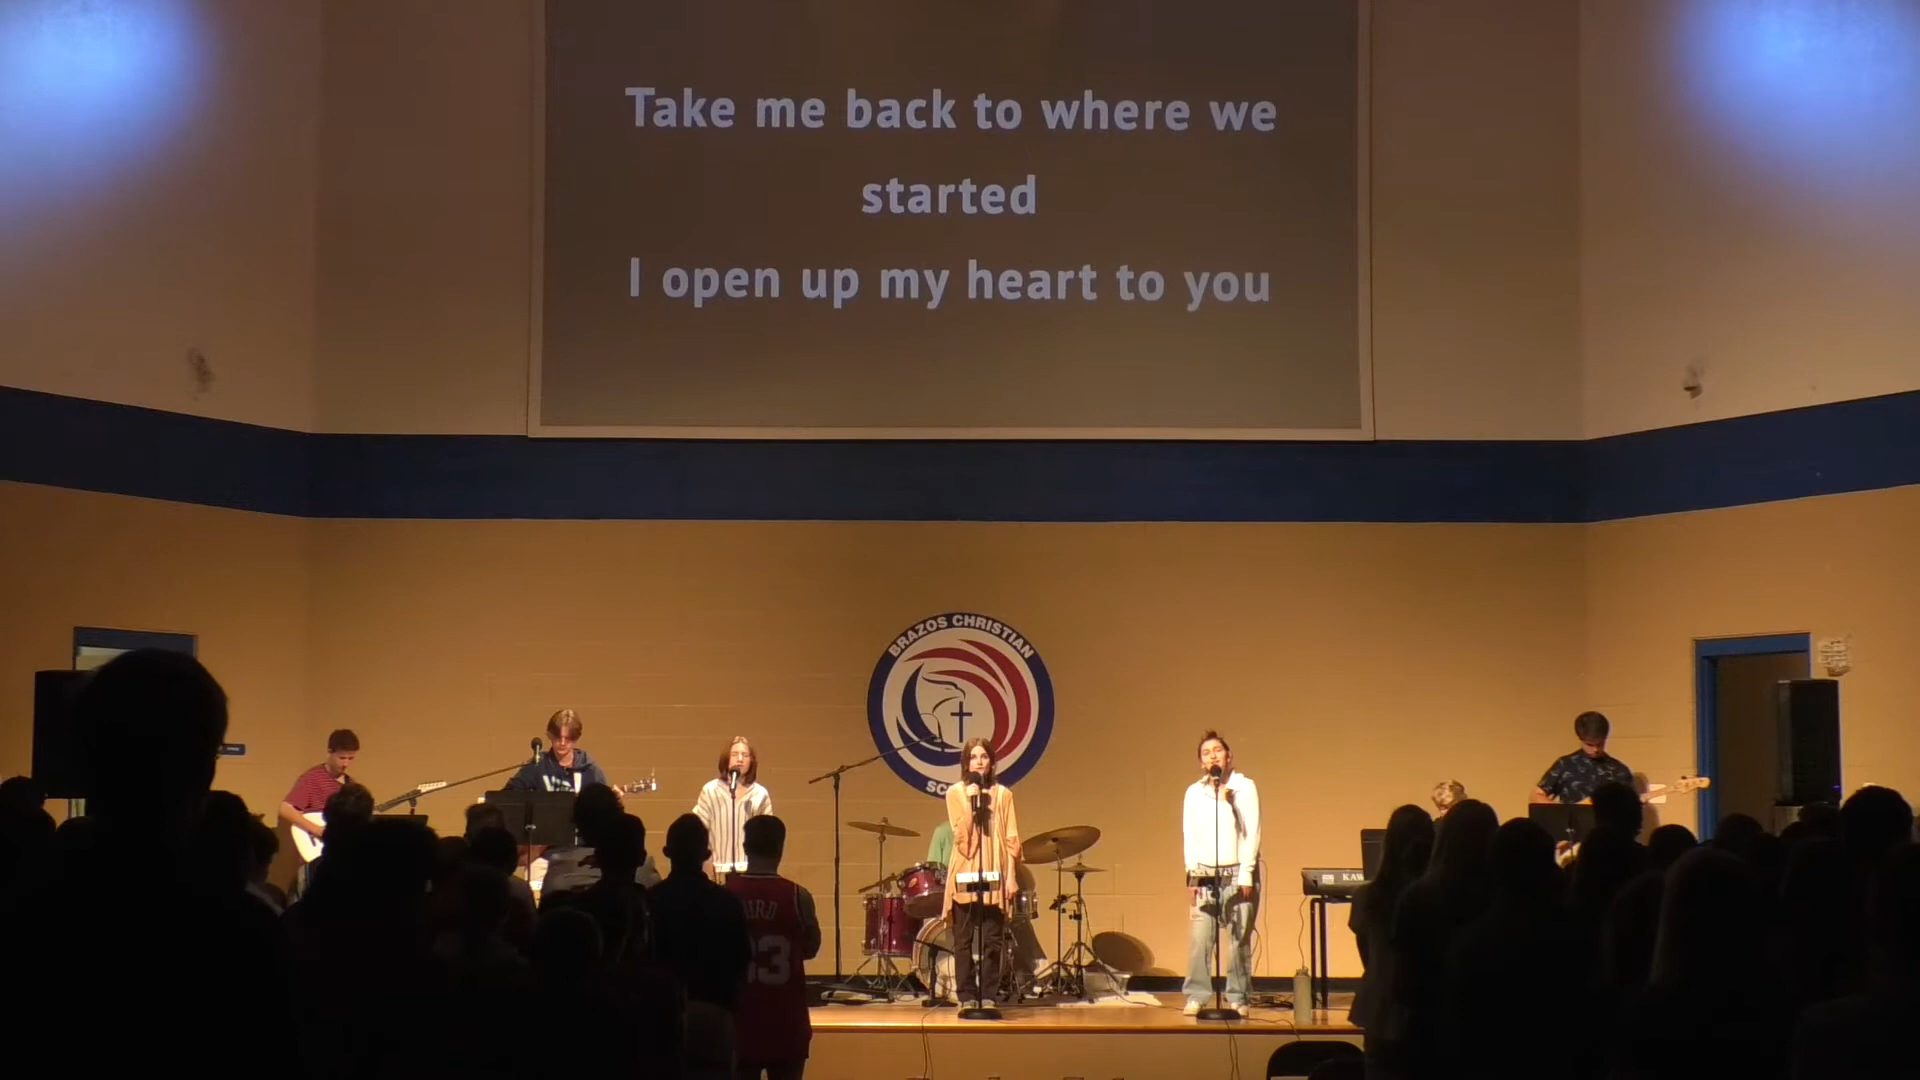 Take me back to where we
started
I open up my heart to you
BRAZOS CHRISTIAN